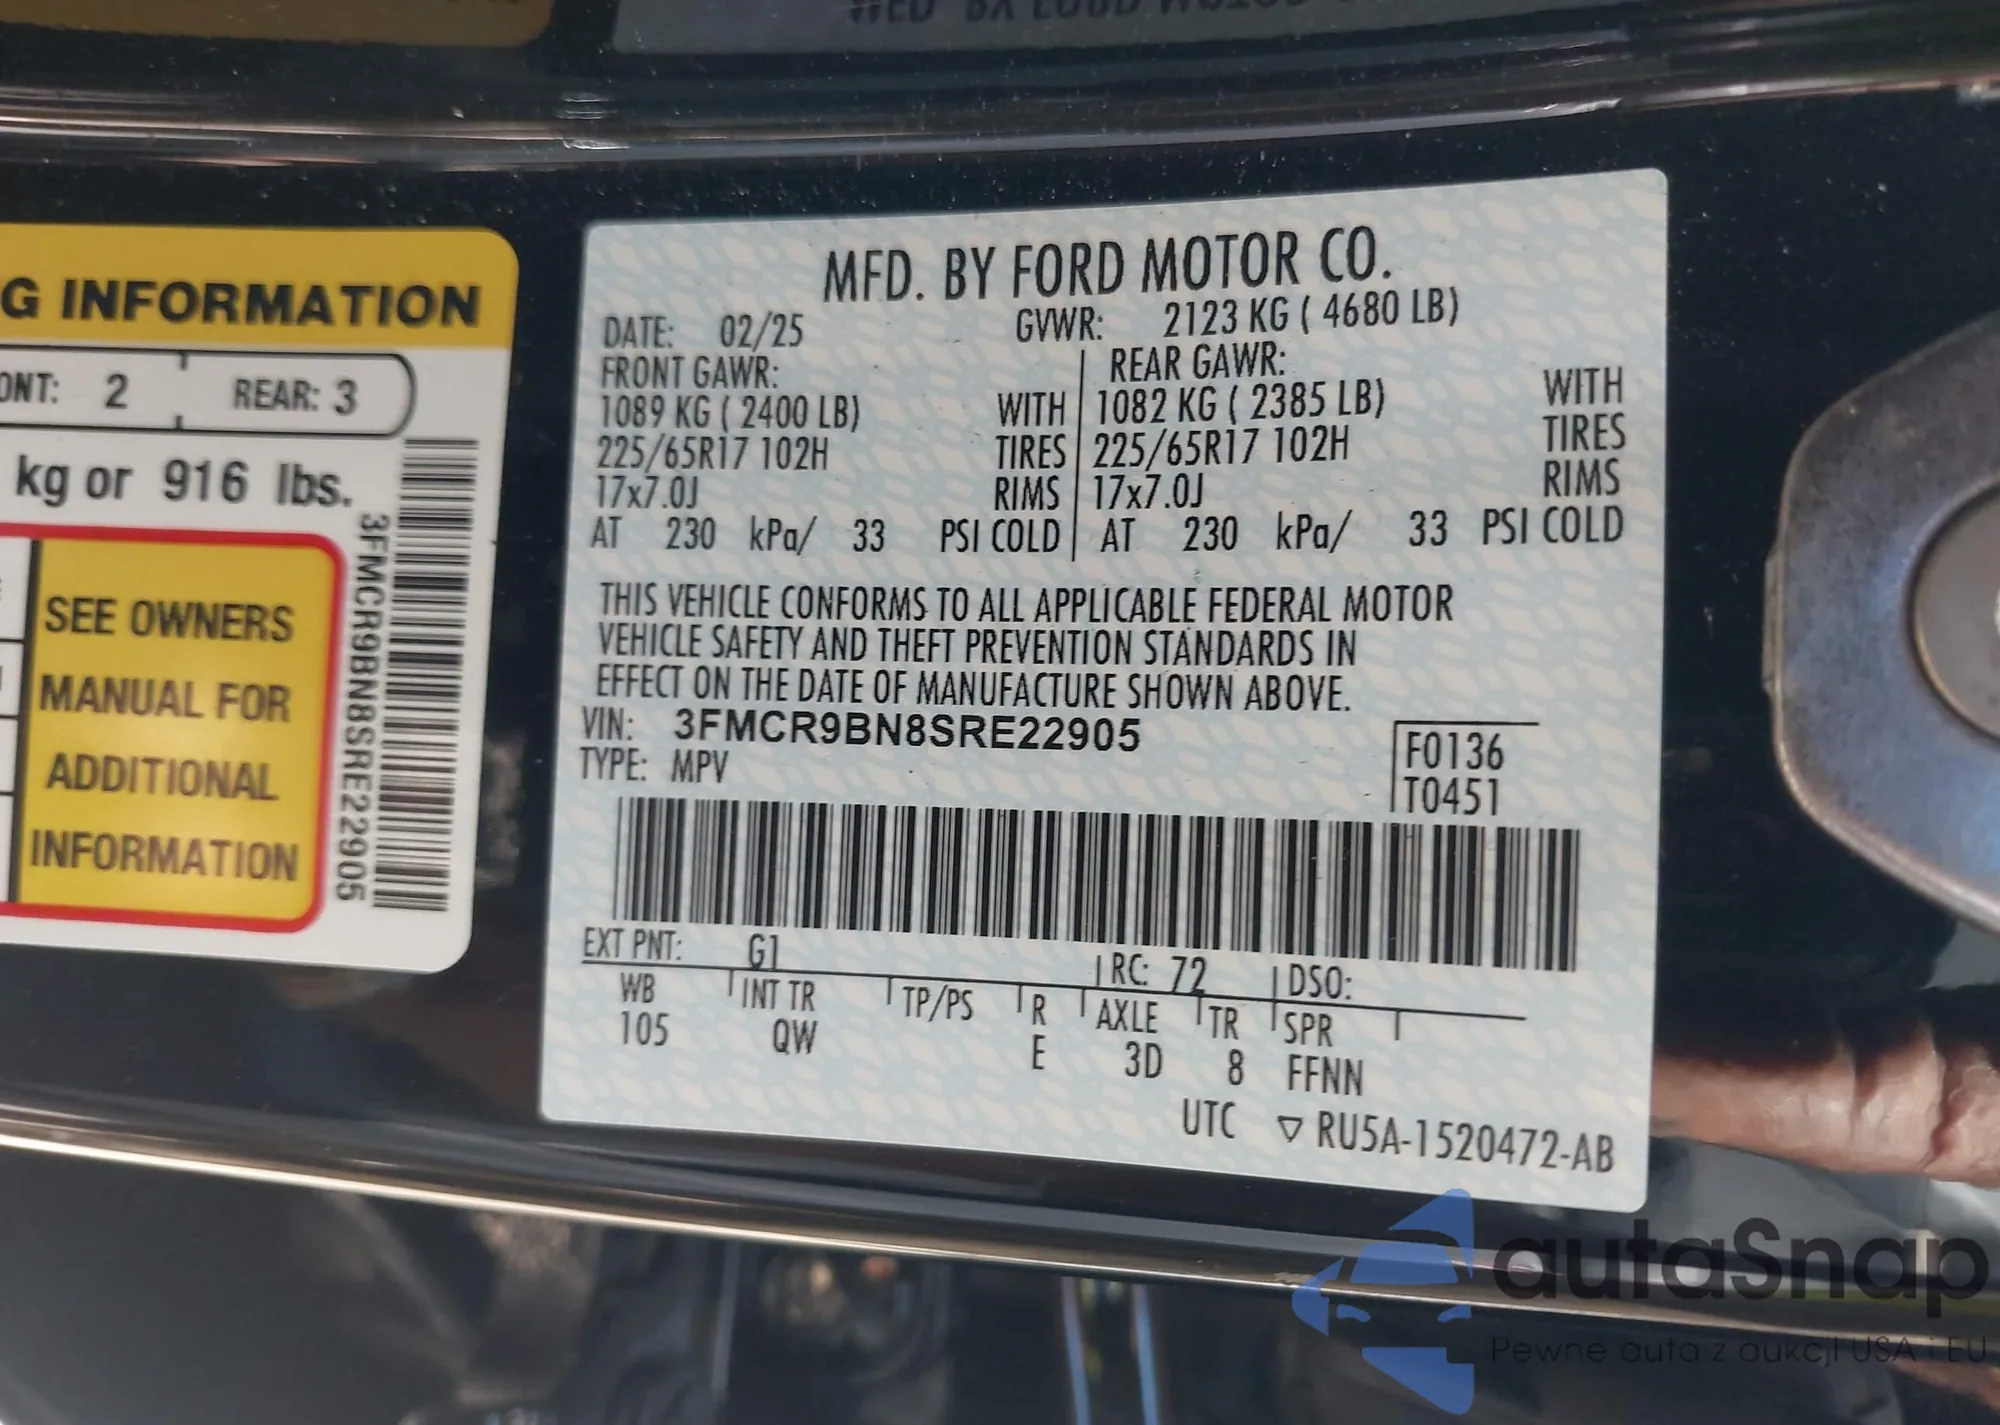 G INFORMATION
ONT: 2 REAR: 3
kg or 916 lbs.
SEE OWNERS
MANUAL FOR
ADDITIONAL
INFORMATION
3FMCR9BN8SRE22905
MFD. BY FORD MOTOR CO.
DATE: 02/25 GVWR: 2123 KG ( 4680 LB)
FRONT GAWR: REAR GAWR:
1089 KG ( 2400 LB) WITH 1082 KG ( 2385 LB) WITH
225/65R17 102H TIRES 225/65R17 102H TIRES
17x7.0J RIMS 17x7.0J RIMS
AT 230 kPa/ 33 PSI COLD AT 230 kPa/ 33 PSI COLD
THIS VEHICLE CONFORMS TO ALL APPLICABLE FEDERAL MOTOR
VEHICLE SAFETY AND THEFT PREVENTION STANDARDS IN
EFFECT ON THE DATE OF MANUFACTURE SHOWN ABOVE.
VIN: 3FMCR9BN8SRE22905
TYPE: MPV
F0136
T0451
EXT PNT: G1 RC: 72 DSO:
WB INT TR TP/PS R AXLE TR SPR
105 QW E 3D 8 FFNN
UTC ▽ RU5A-1520472-AB
autaSnap
Pewne auta z aukcji USA i EU